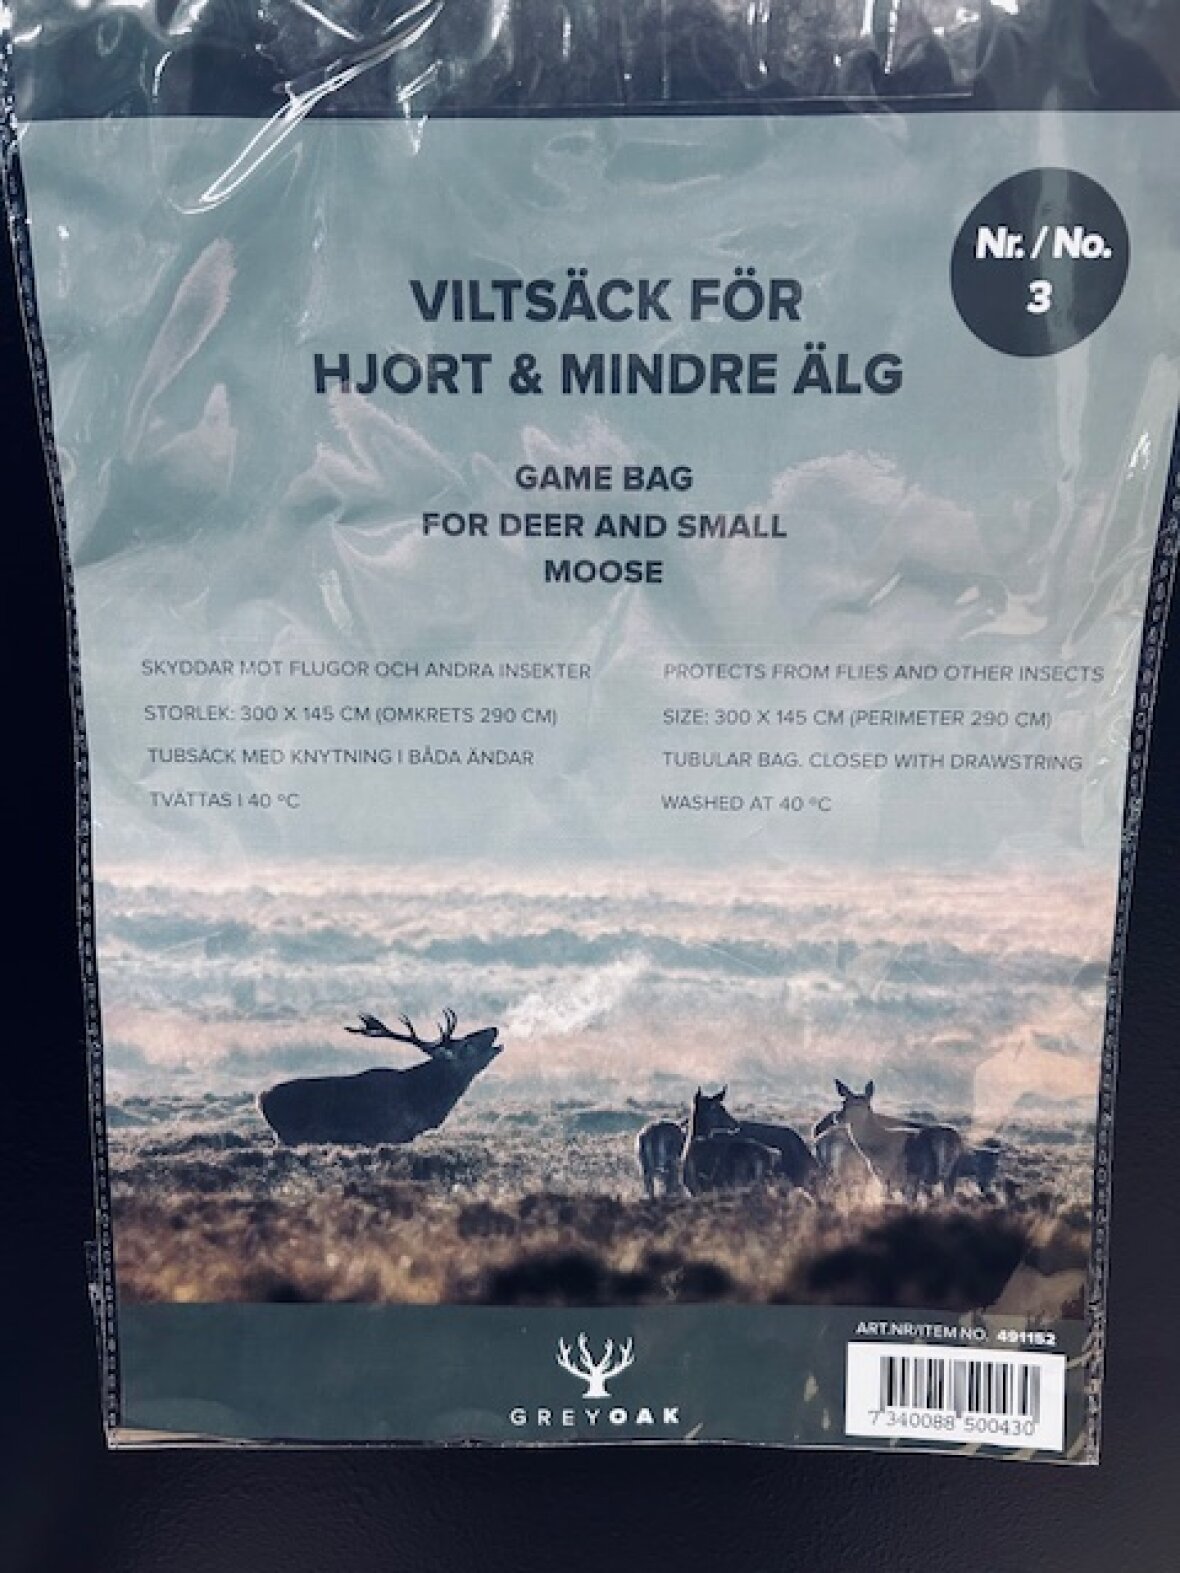 Nr. / No.
3
VILTSÄCK FÖR
HJORT & MINDRE ÄLG
GAME BAG
FOR DEER AND SMALL
MOOSE
SKYDDAR MOT FLUGOR OCH ANDRA INSEKTER
STORLEK: 300 X 145 CM (OMKRETS 290 CM)
TUBSÄCK MED KNYTNING I BÅDA ÄNDAR
TVÄTTAS I 40 °C
PROTECTS FROM FLIES AND OTHER INSECTS
SIZE: 300 X 145 CM (PERIMETER 290 CM)
TUBULAR BAG. CLOSED WITH DRAWSTRING
WASHED AT 40 °C
ART.NR/ITEM NO. 491152
7 340088 500430
GREYOAK